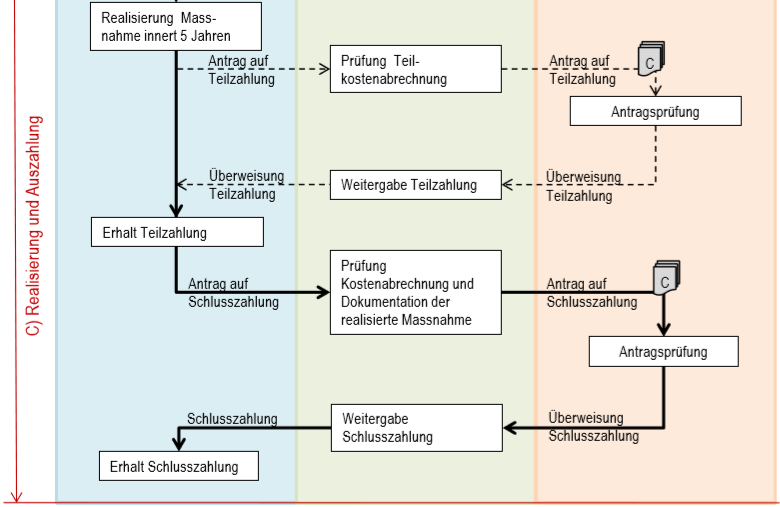 Realisierung Mass-
nahme innert 5 Jahren
Antrag auf
Teilzahlung
Prüfung Teil-
kostenabrechnung
Antrag auf
Teilzahlung
C
Antragsprüfung
Überweisung
Teilzahlung
Weitergabe Teilzahlung
Überweisung
Teilzahlung
Erhalt Teilzahlung
C) Realisierung und Auszahlung
Antrag auf
Schlusszahlung
Prüfung
Kostenabrechnung und
Dokumentation der
realisierte Massnahme
Antrag auf
Schlusszahlung
C
Antragsprüfung
Überweisung
Schlusszahlung
Weitergabe
Schlusszahlung
Schlusszahlung
Erhalt Schlusszahlung